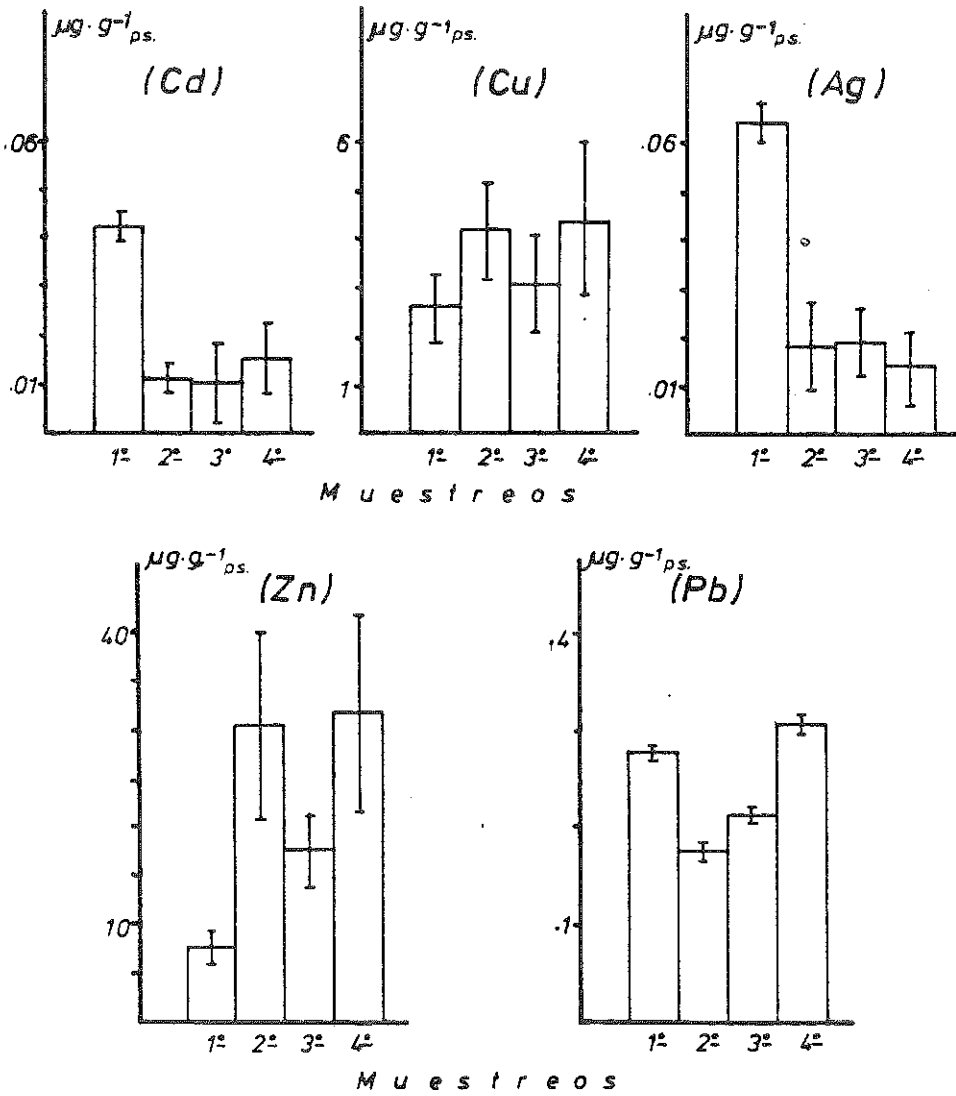 µg·g⁻¹ps. µg·g⁻¹ps. µg·g⁻¹ps.
(Cd) (Cu) (Ag)
.06 6 .06
.01 1 .01
1º 2º 3º 4º 1º 2º 3º 4º 1º 2º 3º 4º
Muestreos
µg·g⁻¹ps. µg·g⁻¹ps.
(Zn) (Pb)
40 .4
10 .1
1º 2º 3º 4º 1º 2º 3º 4º
Muestreos